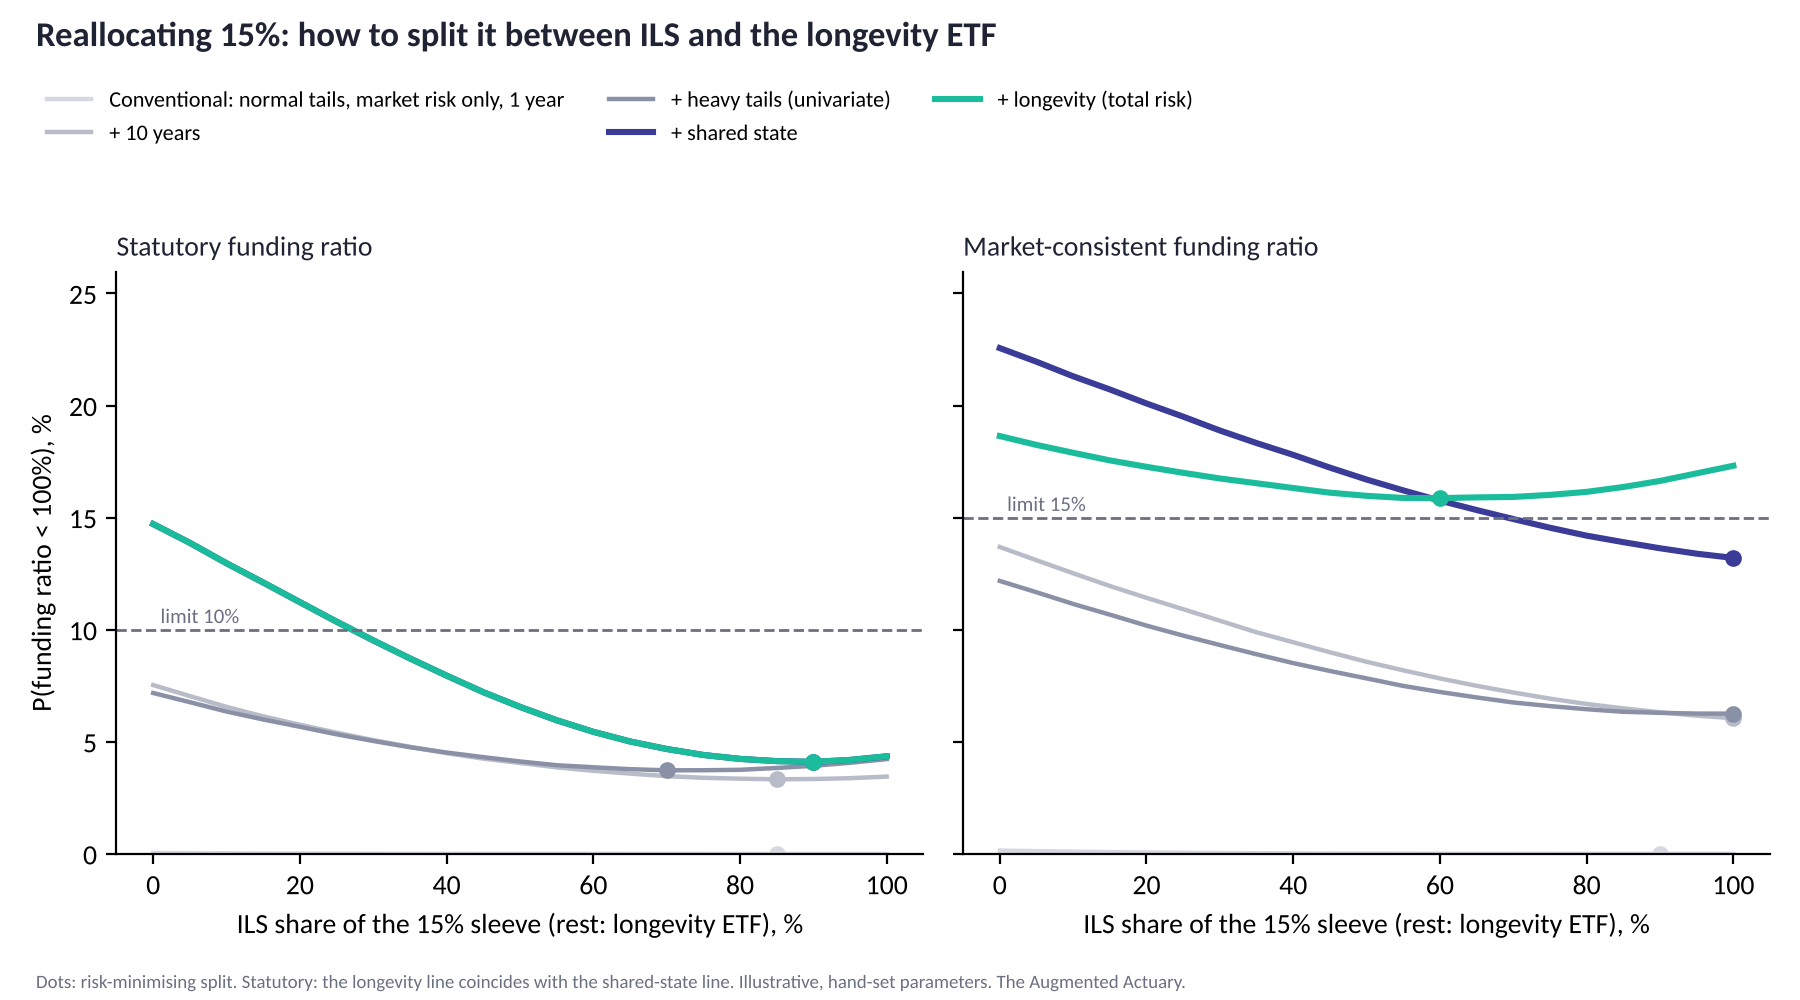 Reallocating 15%: how to split it between ILS and the longevity ETF
Conventional: normal tails, market risk only, 1 year
+ 10 years
+ heavy tails (univariate)
+ shared state
+ longevity (total risk)
Statutory funding ratio
Market-consistent funding ratio
P(funding ratio < 100%), %
25
20
15
10
5
0
limit 10%
limit 15%
0 20 40 60 80 100
0 20 40 60 80 100
ILS share of the 15% sleeve (rest: longevity ETF), %
ILS share of the 15% sleeve (rest: longevity ETF), %
Dots: risk-minimising split. Statutory: the longevity line coincides with the shared-state line. Illustrative, hand-set parameters. The Augmented Actuary.